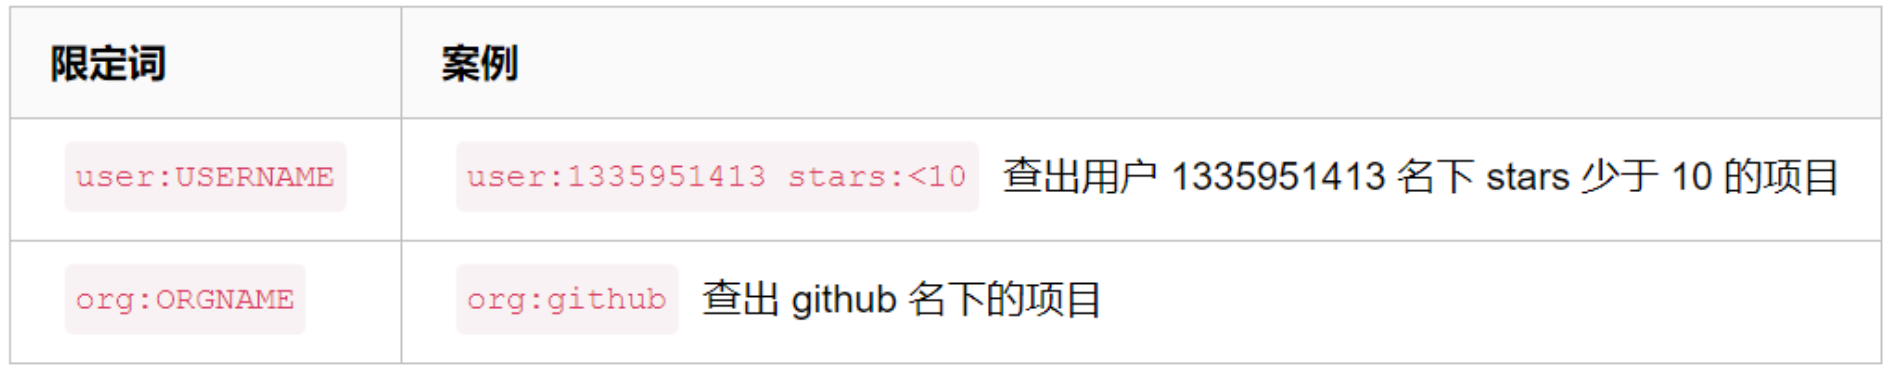 限定词 案例
user:USERNAME user:1335951413 stars:<10 查出用户 1335951413 名下 stars 少于 10 的项目
org:ORGNAME org:github 查出 github 名下的项目